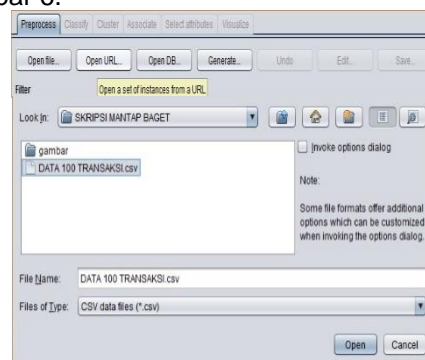 Preprocess Classify Cluster Associate Select attributes Visualize
Open file... Open URL... Open DB... Generate... Undo Edit... Save...
Filter
Open a set of instances from a URL
Look in: SKRIPSI MANTAP BAGET
gambar
DATA 100 TRANSAKSI.csv
Invoke options dialog
Note:
Some file formats offer additional
options which can be customized
when invoking the options dialog.
File Name: DATA 100 TRANSAKSI.csv
Files of Type: CSV data files (*.csv)
Open Cancel